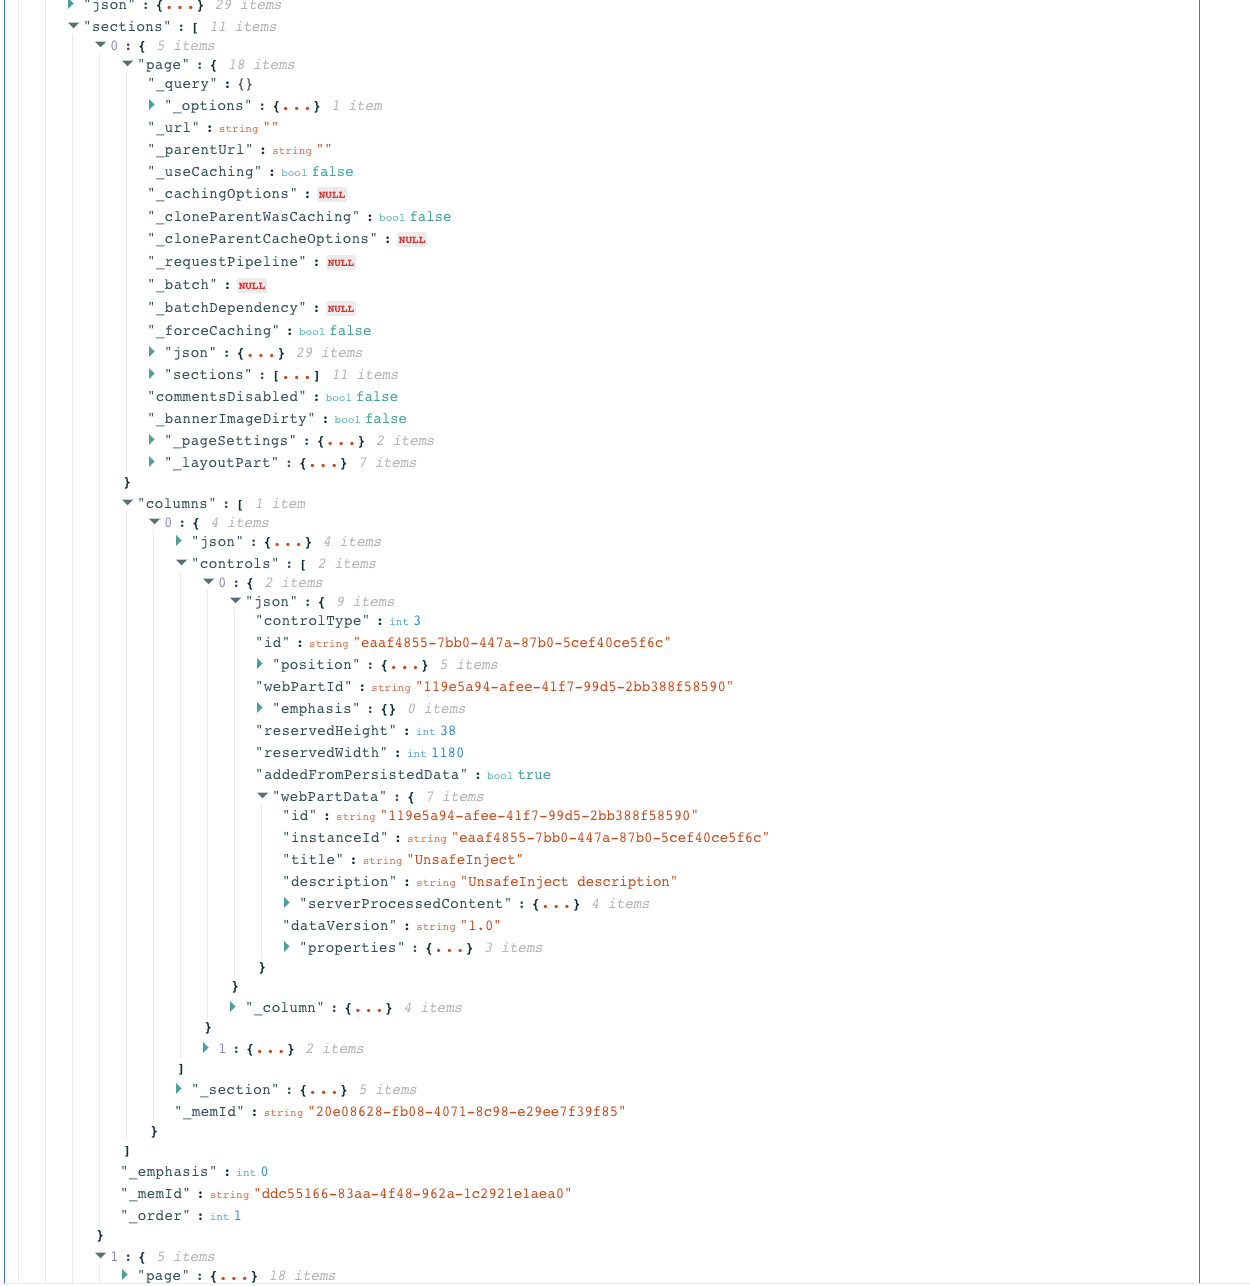 "json" : {...} 29 items
"sections" : [ 11 items
0 : { 5 items
"page" : { 18 items
"_query" : {}
"_options" : {...} 1 item
"_url" : string ""
"_parentUrl" : string ""
"_useCaching" : bool false
"_cachingOptions" : NULL
"_cloneParentWasCaching" : bool false
"_cloneParentCacheOptions" : NULL
"_requestPipeline" : NULL
"_batch" : NULL
"_batchDependency" : NULL
"_forceCaching" : bool false
"json" : {...} 29 items
"sections" : [...] 11 items
"commentsDisabled" : bool false
"_bannerImageDirty" : bool false
"_pageSettings" : {...} 2 items
"_layoutPart" : {...} 7 items
}
"columns" : [ 1 item
0 : { 4 items
"json" : {...} 4 items
"controls" : [ 2 items
0 : { 2 items
"json" : { 9 items
"controlType" : int 3
"id" : string "eaaf4855-7bb0-447a-87b0-5cef40ce5f6c"
"position" : {...} 5 items
"webPartId" : string "119e5a94-afee-41f7-99d5-2bb388f58590"
"emphasis" : {} 0 items
"reservedHeight" : int 38
"reservedWidth" : int 1180
"addedFromPersistedData" : bool true
"webPartData" : { 7 items
"id" : string "119e5a94-afee-41f7-99d5-2bb388f58590"
"instanceId" : string "eaaf4855-7bb0-447a-87b0-5cef40ce5f6c"
"title" : string "UnsafeInject"
"description" : string "UnsafeInject description"
"serverProcessedContent" : {...} 4 items
"dataVersion" : string "1.0"
"properties" : {...} 3 items
}
}
"_column" : {...} 4 items
}
1 : {...} 2 items
]
"_section" : {...} 5 items
"_memId" : string "20e08628-fb08-4071-8c98-e29ee7f39f85"
}
]
"_emphasis" : int 0
"_memId" : string "ddc55166-83aa-4f48-962a-1c2921e1aea0"
"_order" : int 1
}
1 : { 5 items
"page" : {...} 18 items